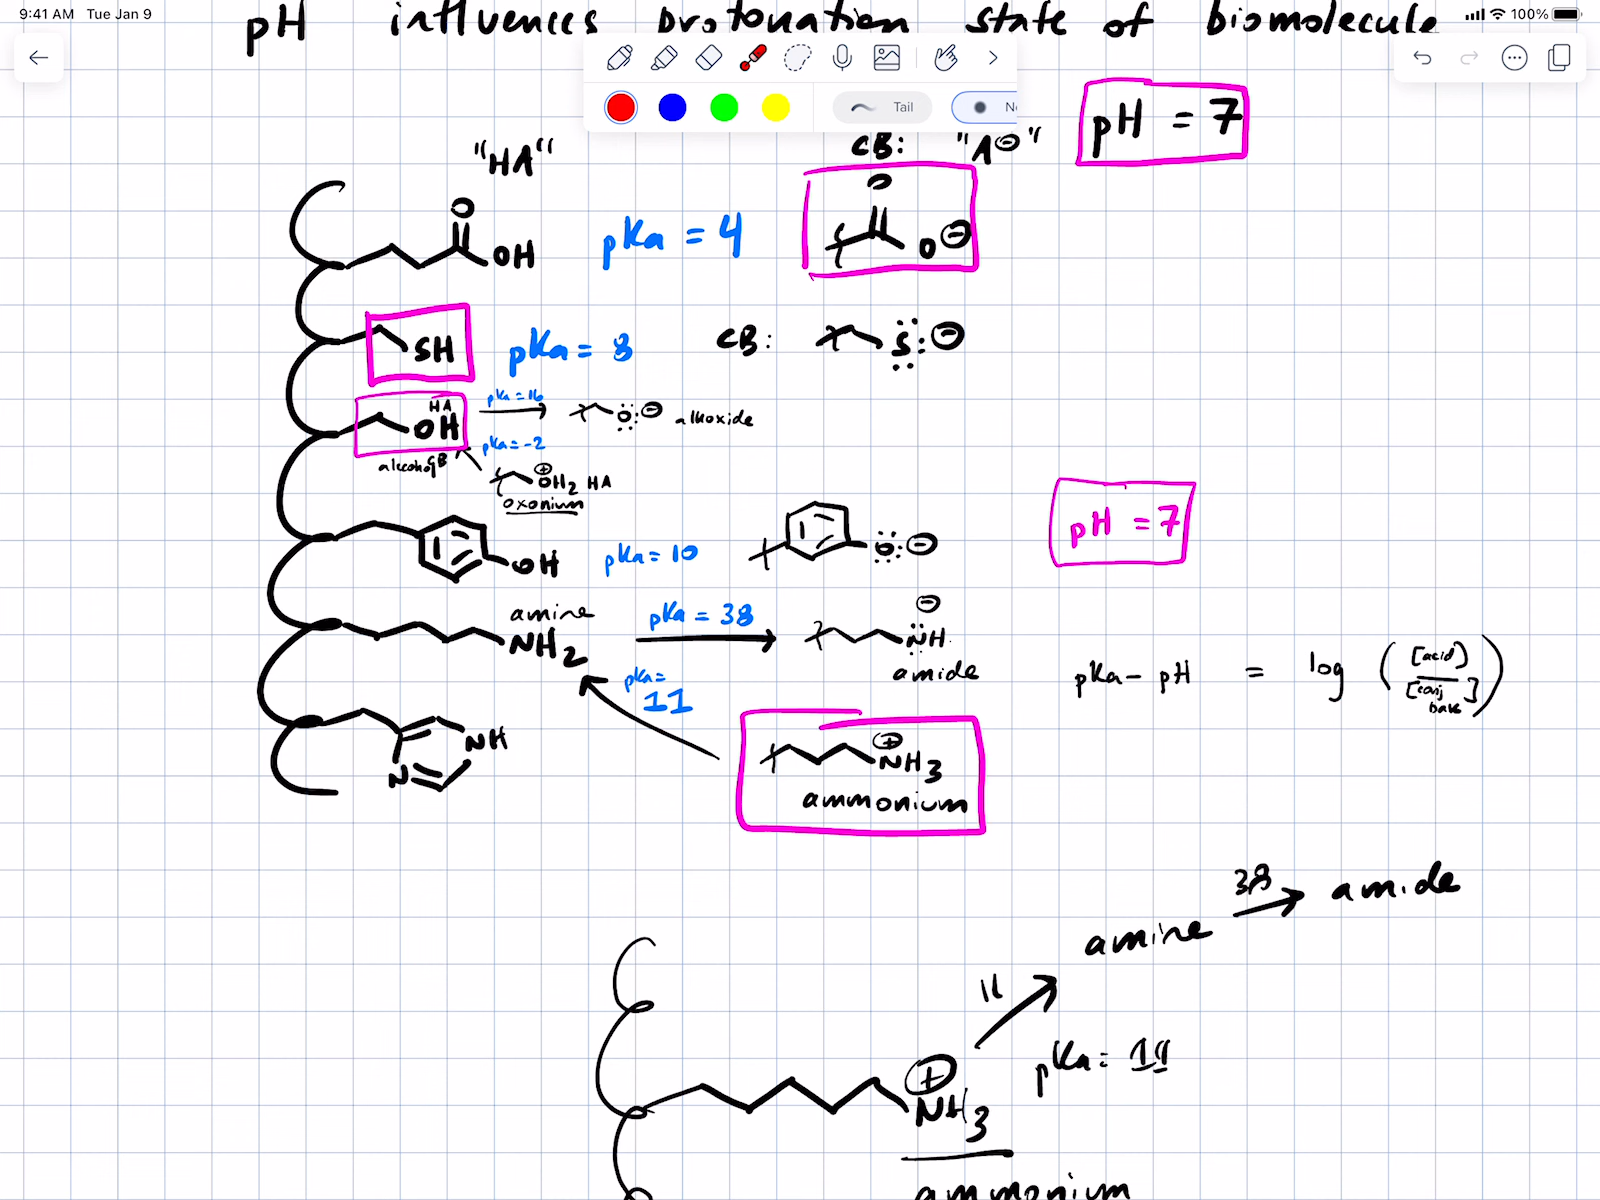 9:41 AM Tue Jan 9
100%
pH influences protonation state of biomolecule
Tail
pH = 7
"HA"
CB: "A⊖"
O
OH
pKa = 4
O
O⊖
SH
pKa = 8
CB:
S:⊖
HA
OH
pKa = 16
O:⊖ alkoxide
pKa = -2
alcohol
CB
⊕
OH2 HA
oxonium
pH = 7
OH
pKa = 10
O:⊖
amine
NH2
pKa = 38
⊖
NH
amide
pKa =
11
pKa - pH = log ([acid]/[conj base])
NH
N
⊕
NH3
ammonium
amine 38 amide
11
pKa = 11
⊕
NH3
ammonium